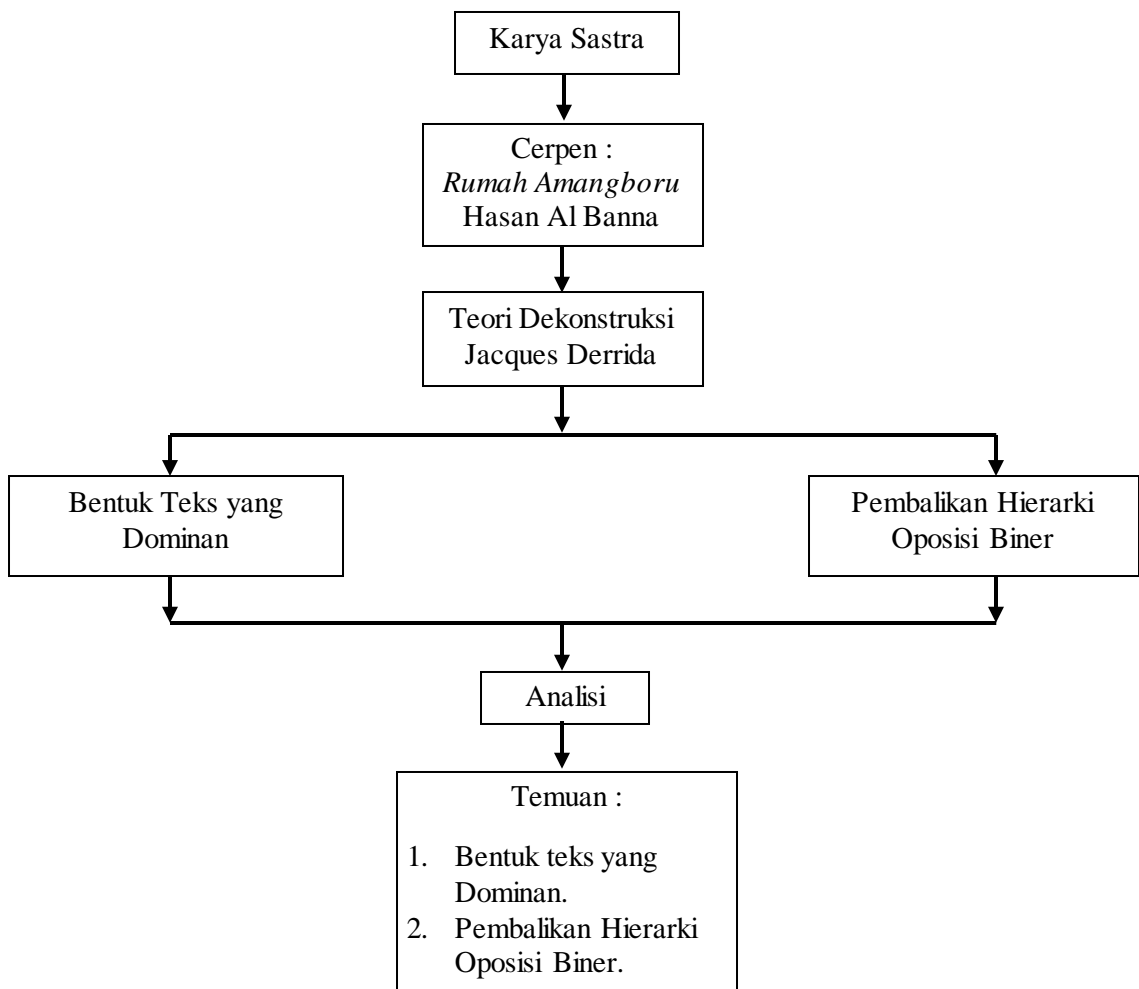 Karya Sastra
Cerpen :
Rumah Amangboru
Hasan Al Banna
Teori Dekonstruksi
Jacques Derrida
Bentuk Teks yang
Dominan
Pembalikan Hierarki
Oposisi Biner
Analisi
Temuan :
1. Bentuk teks yang
Dominan.
2. Pembalikan Hierarki
Oposisi Biner.